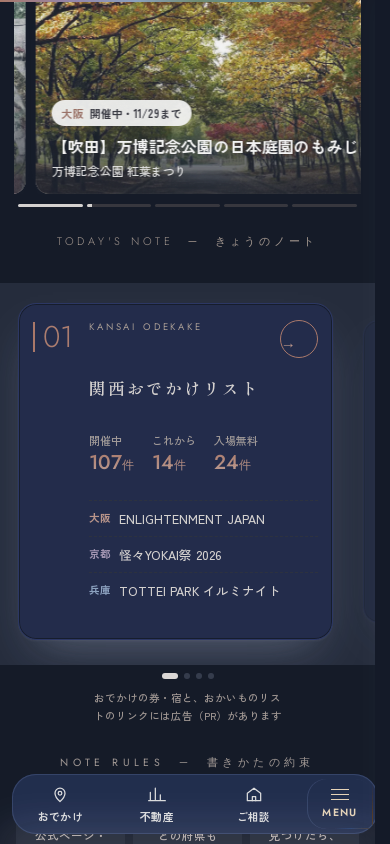 大阪 開催中・11/29まで
【吹田】万博記念公園の日本庭園のもみじ
万博記念公園 紅葉まつり
TODAY'S NOTE — きょうのノート
01
KANSAI ODEKAKE
→
関西おでかけリスト
開催中 これから 入場無料
107件 14件 24件
大阪 ENLIGHTENMENT JAPAN
京都 怪々YOKAI祭 2026
兵庫 TOTTEI PARK イルミナイト
おでかけの券・宿と、おかいものリス
トのリンクには広告（PR）があります
NOTE RULES — 書きかたの約束
おでかけ 不動産 ご相談 MENU
公式ページ・ どの府県も 見つけたら、